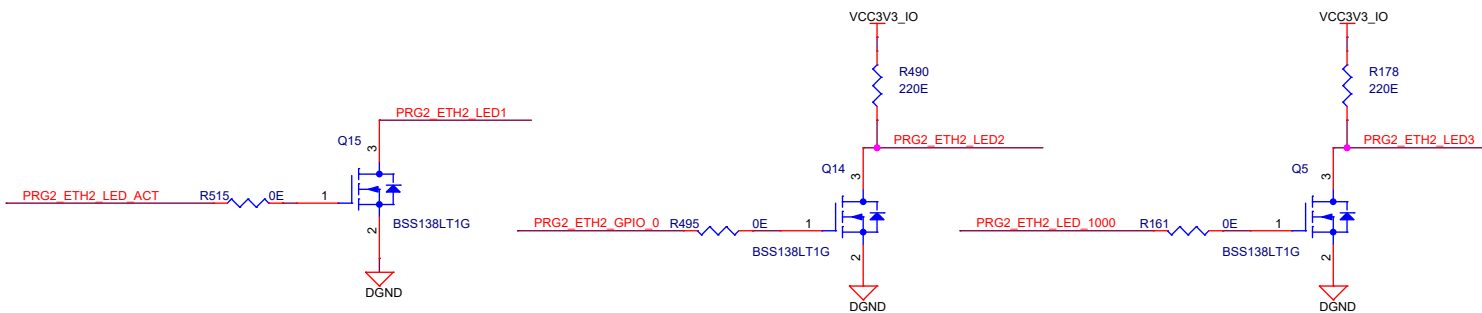 PRG2_ETH2_LED_ACT
R515
0E
1
Q15
3
PRG2_ETH2_LED1
BSS138LT1G
2
DGND
VCC3V3_IO
R490
220E
PRG2_ETH2_LED2
Q14
3
PRG2_ETH2_GPIO_0
R495
0E
1
BSS138LT1G
2
DGND
VCC3V3_IO
R178
220E
PRG2_ETH2_LED3
Q5
3
PRG2_ETH2_LED_1000
R161
0E
1
BSS138LT1G
2
DGND